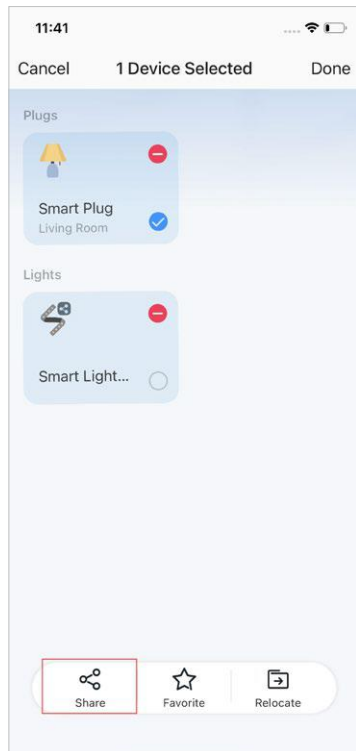 11:41
Cancel 1 Device Selected Done
Plugs
Smart Plug
Living Room
Lights
Smart Light...
Share Favorite Relocate